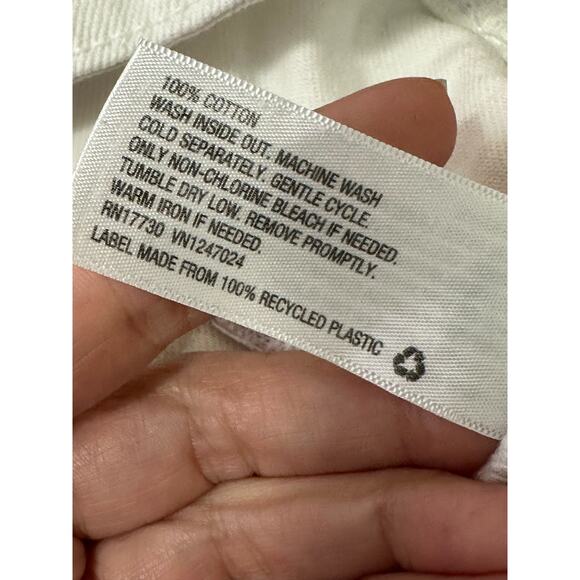 100% COTTON
WASH INSIDE OUT. MACHINE WASH
COLD SEPARATELY. GENTLE CYCLE.
ONLY NON-CHLORINE BLEACH IF NEEDED.
TUMBLE DRY LOW. REMOVE PROMPTLY.
WARM IRON IF NEEDED.
RN17730 VN1247024
LABEL MADE FROM 100% RECYCLED PLASTIC